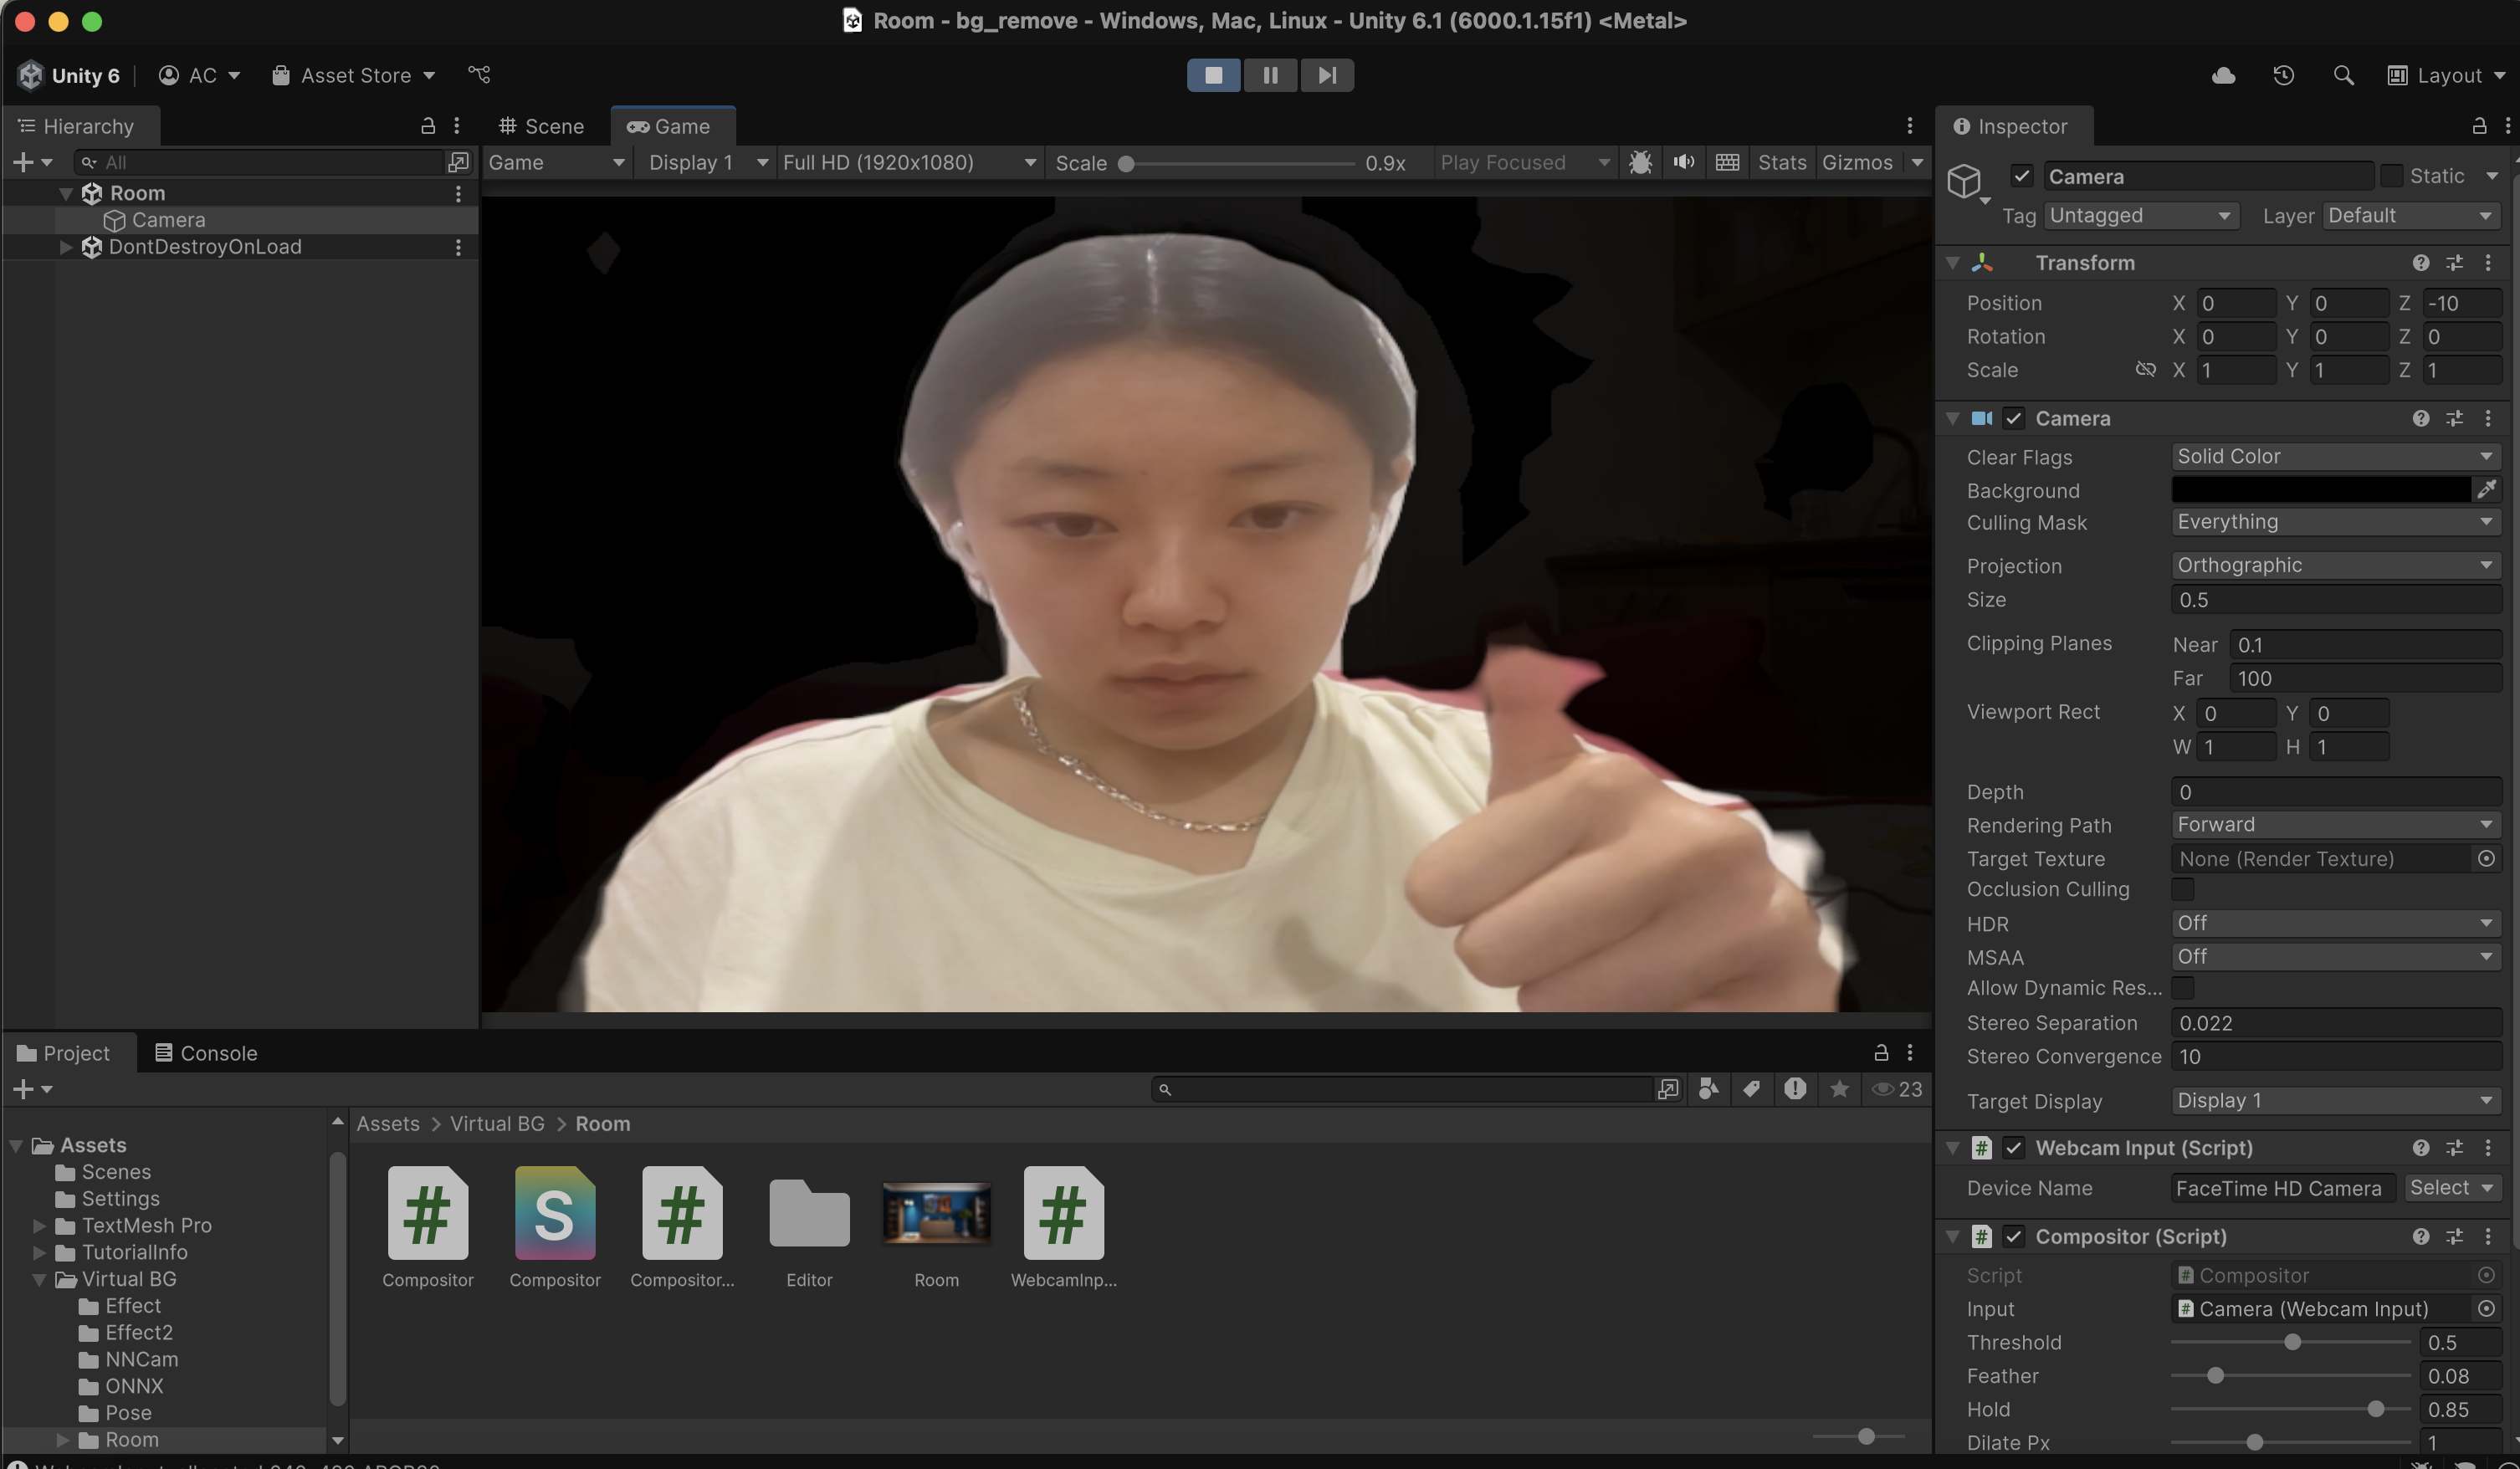 Room - bg_remove - Windows, Mac, Linux - Unity 6.1 (6000.1.15f1) <Metal>
Unity 6 AC Asset Store Layout
Hierarchy
All
Room
Camera
DontDestroyOnLoad
Scene Game
Game Display 1 Full HD (1920x1080) Scale 0.9x Play Focused Stats Gizmos
Inspector
Camera Static
Tag Untagged Layer Default
Transform
Position X 0 Y 0 Z -10
Rotation X 0 Y 0 Z 0
Scale X 1 Y 1 Z 1
Camera
Clear Flags Solid Color
Background
Culling Mask Everything
Projection Orthographic
Size 0.5
Clipping Planes Near 0.1
Far 100
Viewport Rect X 0 Y 0
W 1 H 1
Depth 0
Rendering Path Forward
Target Texture None (Render Texture)
Occlusion Culling
HDR Off
MSAA Off
Allow Dynamic Res...
Stereo Separation 0.022
Stereo Convergence 10
Target Display Display 1
# Webcam Input (Script)
Device Name FaceTime HD Camera Select
# Compositor (Script)
Script # Compositor
Input # Camera (Webcam Input)
Threshold 0.5
Feather 0.08
Hold 0.85
Dilate Px 1
Project Console
23
Assets
Scenes
Settings
TextMesh Pro
TutorialInfo
Virtual BG
Effect
Effect2
NNCam
ONNX
Pose
Room
Assets > Virtual BG > Room
# S # #
Compositor Compositor Compositor... Editor Room WebcamInp...